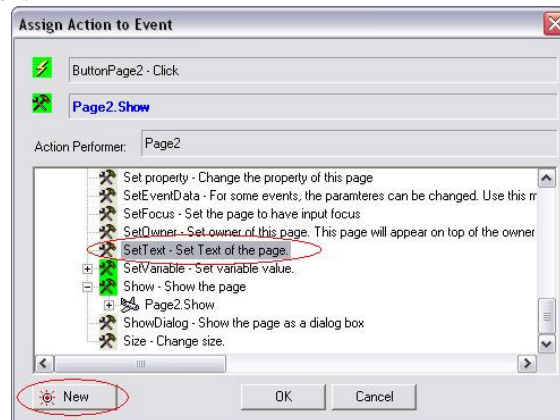 Assign Action to Event
ButtonPage2 - Click
Page2.Show
Action Performer: Page2
Set property - Change the property of this page
SetEventData - For some events, the paramteres can be changed. Use this m
SetFocus - Set the page to have input focus
SetOwner - Set owner of this page. This page will appear on top of the owner
SetText - Set Text of the page.
SetVariable - Set variable value.
Show - Show the page
Page2.Show
ShowDialog - Show the page as a dialog box
Size - Change size.
New OK Cancel